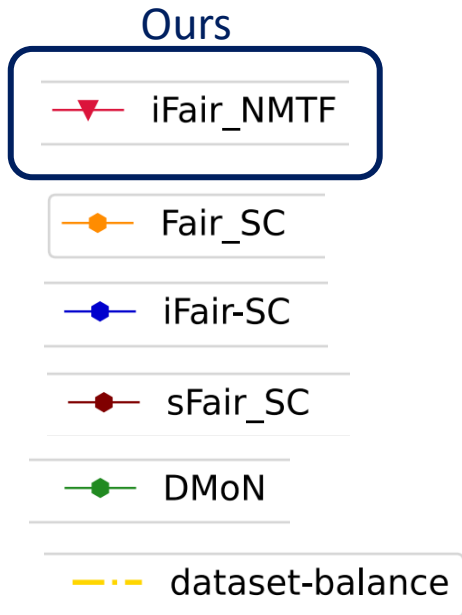 Ours
iFair_NMTF
Fair_SC
iFair-SC
sFair_SC
DMoN
dataset-balance